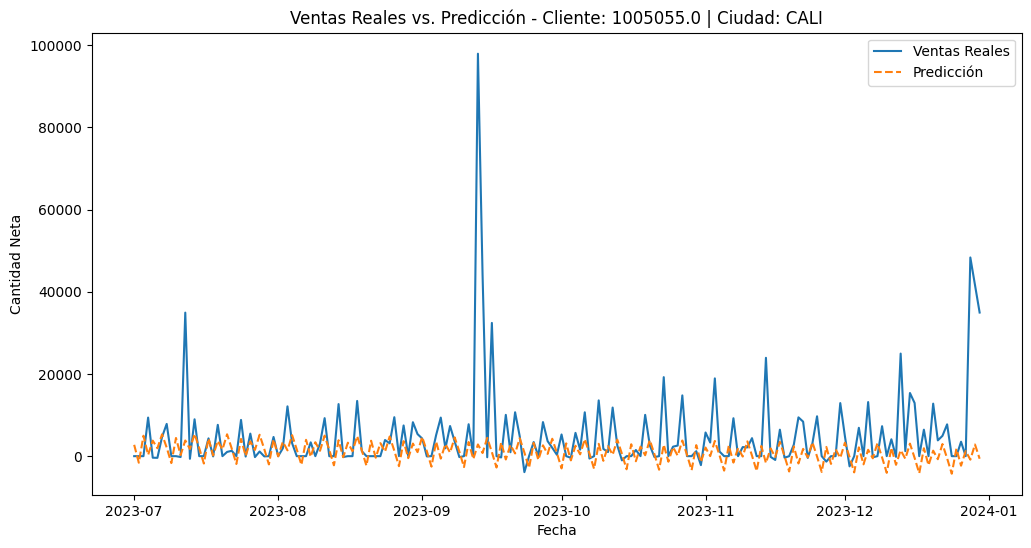 Ventas Reales vs. Predicción - Cliente: 1005055.0 | Ciudad: CALI
Ventas Reales
Predicción
Cantidad Neta
100000
80000
60000
40000
20000
0
2023-07
2023-08
2023-09
2023-10
2023-11
2023-12
2024-01
Fecha